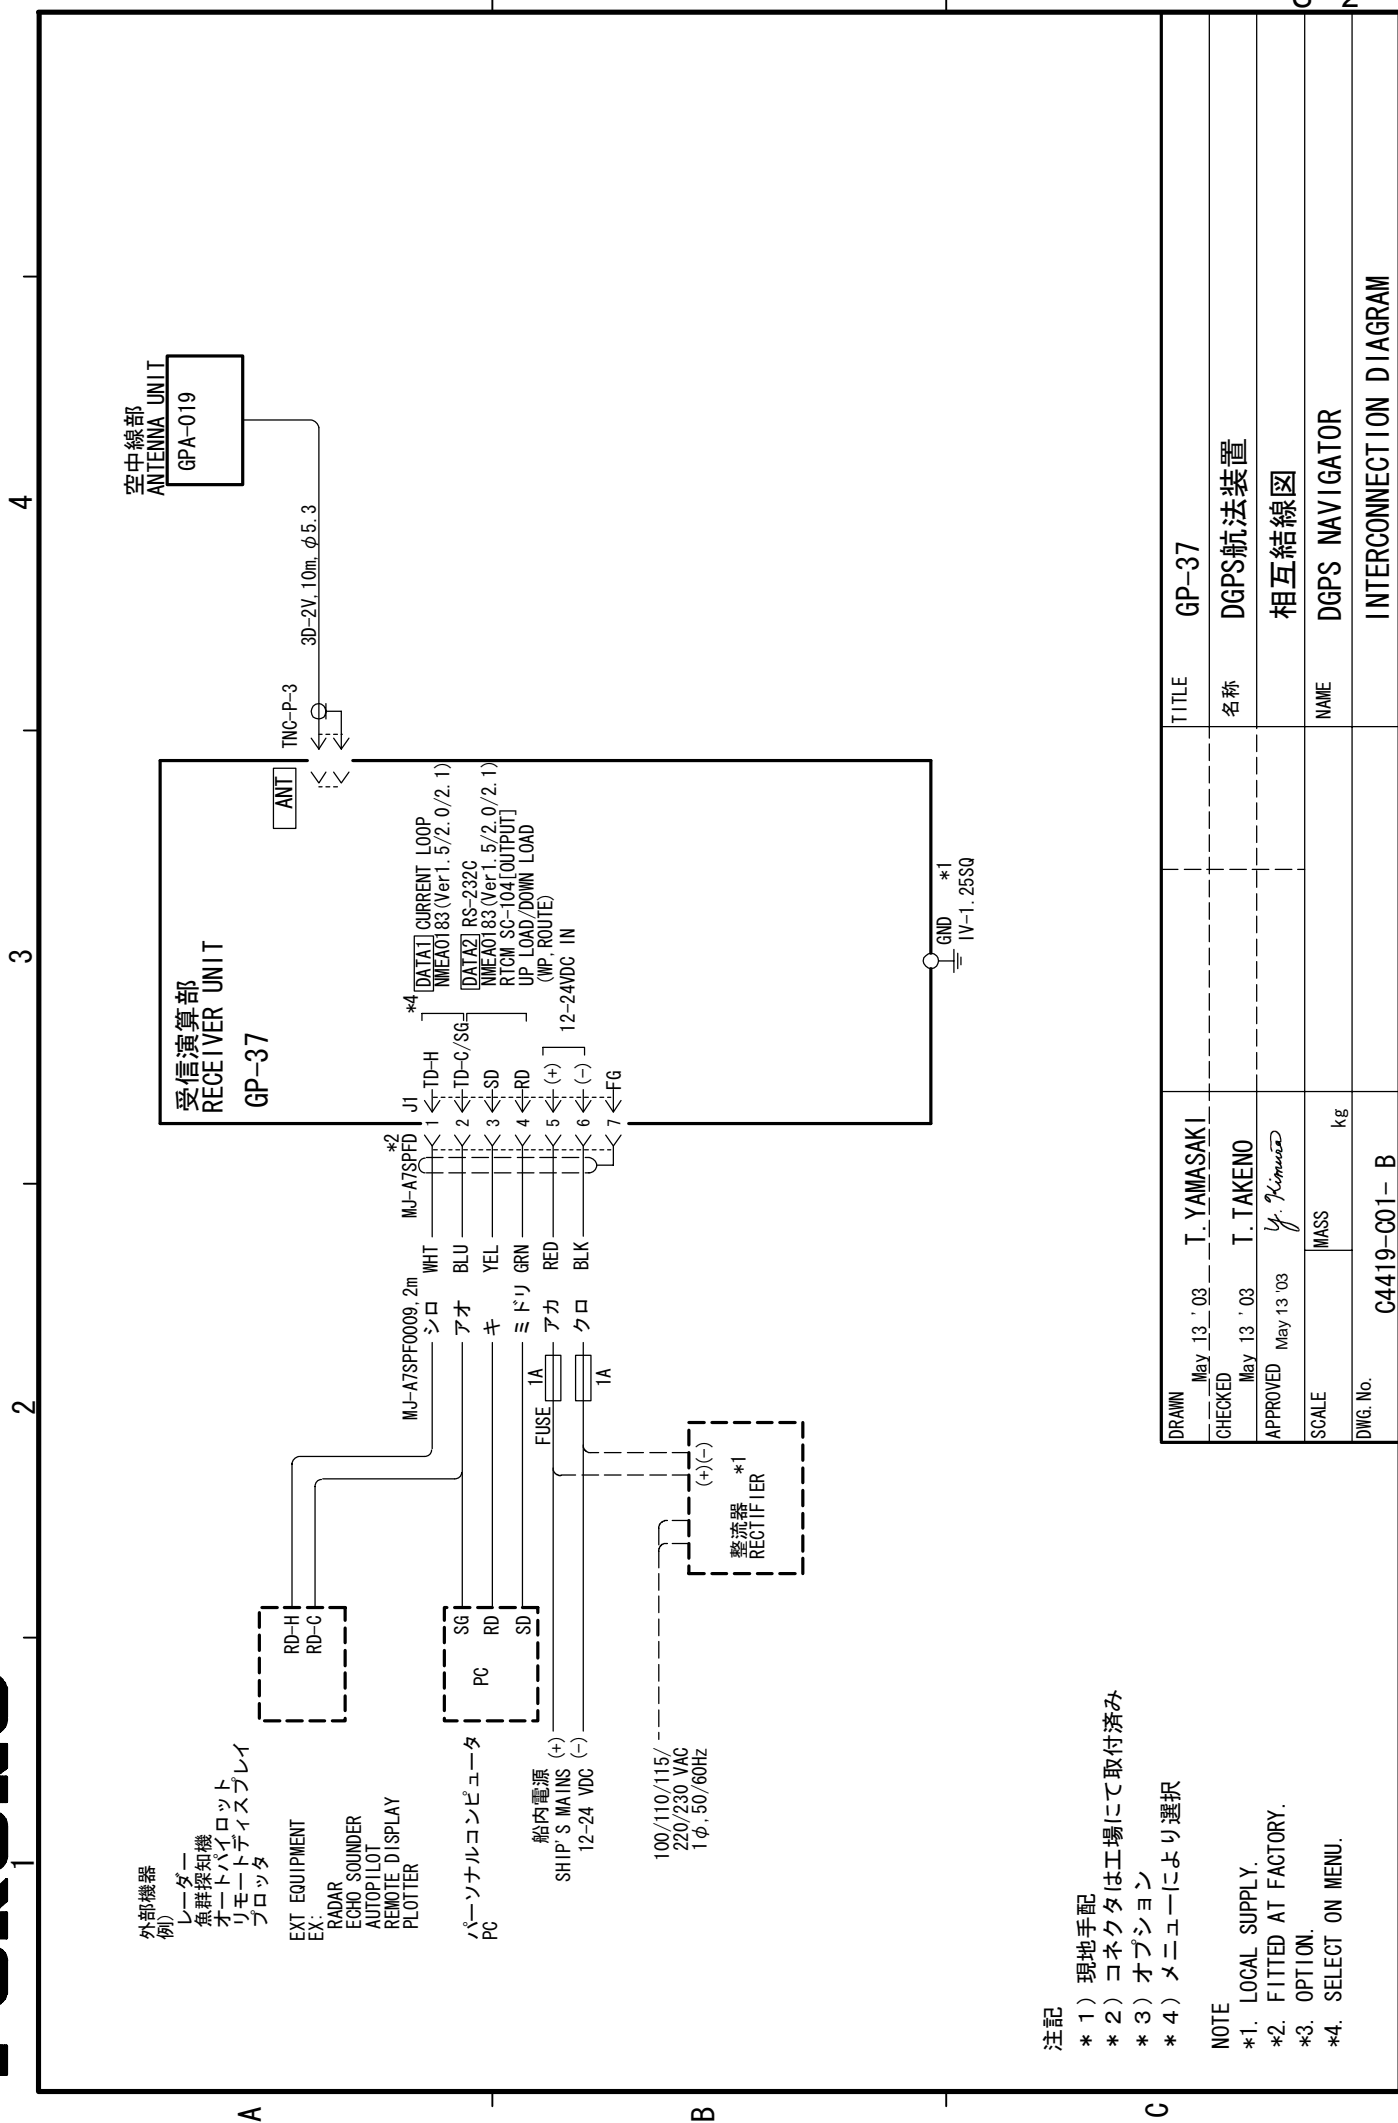 1
2
3
4
A
B
C
外部機器
例)
レーダー
魚群探知機
オートパイロット
リモートディスプレイ
プロッタ
EXT EQUIPMENT
EX:
RADAR
ECHO SOUNDER
AUTOPILOT
REMOTE DISPLAY
PLOTTER
RD-H
RD-C
パーソナルコンピュータ
PC
PC
SG
RD
SD
船内電源
SHIP'S MAINS (+)
12-24 VDC (-)
100/110/115/
220/230 VAC
1φ,50/60Hz
整流器
RECTIFIER
*1
(+)(-)
FUSE
1A
1A
MJ-A7SPF0009,2m
シロ WHT
アオ BLU
キ YEL
ミドリ GRN
アカ RED
クロ BLK
MJ-A7SPFD
*2
J1
1 TD-H
2 TD-C/SG
3 SD
4 RD
5 (+)
6 (-)
7 FG
受信演算部
RECEIVER UNIT
GP-37
*4
DATA1 CURRENT LOOP
NMEA0183(Ver1.5/2.0/2.1)
DATA2 RS-232C
NMEA0183(Ver1.5/2.0/2.1)
RTCM SC-104[OUTPUT]
UP LOAD/DOWN LOAD
(WP,ROUTE)
12-24VDC IN
GND
*1
IV-1.25SQ
ANT
TNC-P-3
3D-2V,10m,φ5.3
空中線部
ANTENNA UNIT
GPA-019
注記
*1) 現地手配
*2) コネクタは工場にて取付済み
*3) オプション
*4) メニューにより選択
NOTE
*1. LOCAL SUPPLY.
*2. FITTED AT FACTORY.
*3. OPTION.
*4. SELECT ON MENU.
DRAWN
May 13 '03 T.YAMASAKI
CHECKED
May 13 '03 T.TAKENO
APPROVED
May 13 '03 Y. Kimura
SCALE
MASS
kg
DWG.No.
C4419-C01- B
TITLE
GP-37
名称
DGPS航法装置
相互結線図
NAME
DGPS NAVIGATOR
INTERCONNECTION DIAGRAM